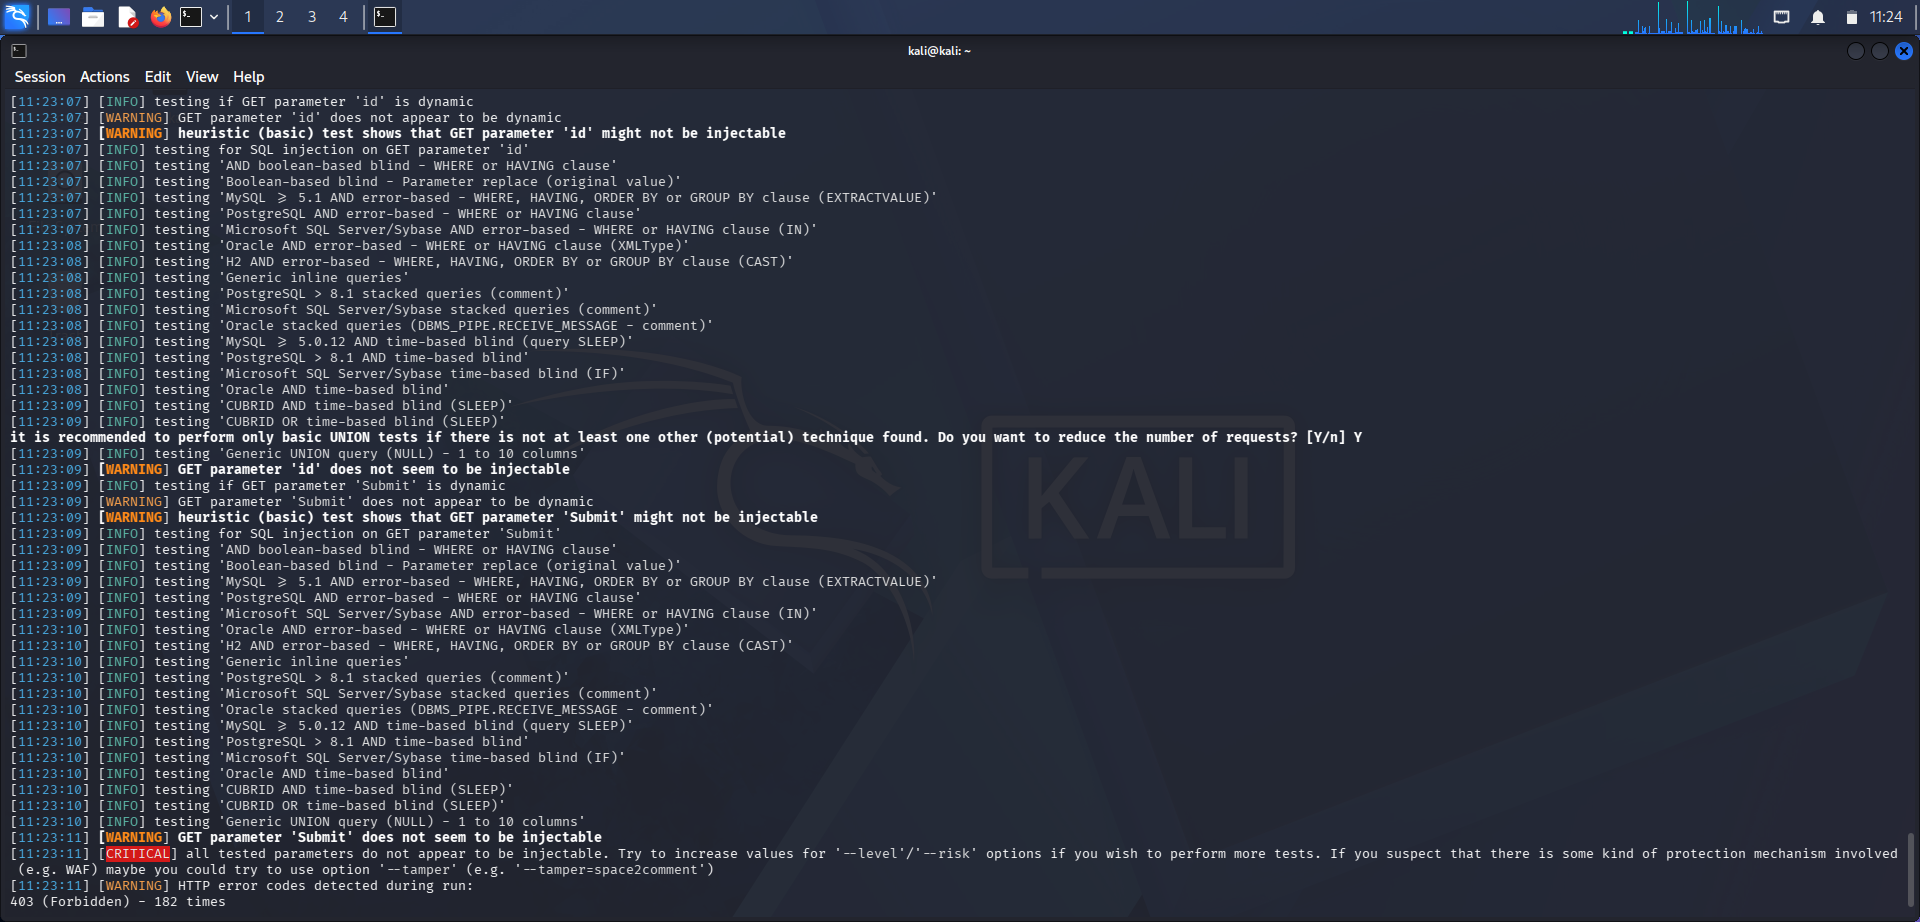 1 2 3 4 11:24
kali@kali: ~
Session Actions Edit View Help
[11:23:07] [INFO] testing if GET parameter 'id' is dynamic
[11:23:07] [WARNING] GET parameter 'id' does not appear to be dynamic
[11:23:07] [WARNING] heuristic (basic) test shows that GET parameter 'id' might not be injectable
[11:23:07] [INFO] testing for SQL injection on GET parameter 'id'
[11:23:07] [INFO] testing 'AND boolean-based blind - WHERE or HAVING clause'
[11:23:07] [INFO] testing 'Boolean-based blind - Parameter replace (original value)'
[11:23:07] [INFO] testing 'MySQL ≥ 5.1 AND error-based - WHERE, HAVING, ORDER BY or GROUP BY clause (EXTRACTVALUE)'
[11:23:07] [INFO] testing 'PostgreSQL AND error-based - WHERE or HAVING clause'
[11:23:07] [INFO] testing 'Microsoft SQL Server/Sybase AND error-based - WHERE or HAVING clause (IN)'
[11:23:08] [INFO] testing 'Oracle AND error-based - WHERE or HAVING clause (XMLType)'
[11:23:08] [INFO] testing 'H2 AND error-based - WHERE, HAVING, ORDER BY or GROUP BY clause (CAST)'
[11:23:08] [INFO] testing 'Generic inline queries'
[11:23:08] [INFO] testing 'PostgreSQL > 8.1 stacked queries (comment)'
[11:23:08] [INFO] testing 'Microsoft SQL Server/Sybase stacked queries (comment)'
[11:23:08] [INFO] testing 'Oracle stacked queries (DBMS_PIPE.RECEIVE_MESSAGE - comment)'
[11:23:08] [INFO] testing 'MySQL ≥ 5.0.12 AND time-based blind (query SLEEP)'
[11:23:08] [INFO] testing 'PostgreSQL > 8.1 AND time-based blind'
[11:23:08] [INFO] testing 'Microsoft SQL Server/Sybase time-based blind (IF)'
[11:23:08] [INFO] testing 'Oracle AND time-based blind'
[11:23:09] [INFO] testing 'CUBRID AND time-based blind (SLEEP)'
[11:23:09] [INFO] testing 'CUBRID OR time-based blind (SLEEP)'
it is recommended to perform only basic UNION tests if there is not at least one other (potential) technique found. Do you want to reduce the number of requests? [Y/n] Y
[11:23:09] [INFO] testing 'Generic UNION query (NULL) - 1 to 10 columns'
[11:23:09] [WARNING] GET parameter 'id' does not seem to be injectable
[11:23:09] [INFO] testing if GET parameter 'Submit' is dynamic
[11:23:09] [WARNING] GET parameter 'Submit' does not appear to be dynamic
[11:23:09] [WARNING] heuristic (basic) test shows that GET parameter 'Submit' might not be injectable
[11:23:09] [INFO] testing for SQL injection on GET parameter 'Submit'
[11:23:09] [INFO] testing 'AND boolean-based blind - WHERE or HAVING clause'
[11:23:09] [INFO] testing 'Boolean-based blind - Parameter replace (original value)'
[11:23:09] [INFO] testing 'MySQL ≥ 5.1 AND error-based - WHERE, HAVING, ORDER BY or GROUP BY clause (EXTRACTVALUE)'
[11:23:09] [INFO] testing 'PostgreSQL AND error-based - WHERE or HAVING clause'
[11:23:09] [INFO] testing 'Microsoft SQL Server/Sybase AND error-based - WHERE or HAVING clause (IN)'
[11:23:10] [INFO] testing 'Oracle AND error-based - WHERE or HAVING clause (XMLType)'
[11:23:10] [INFO] testing 'H2 AND error-based - WHERE, HAVING, ORDER BY or GROUP BY clause (CAST)'
[11:23:10] [INFO] testing 'Generic inline queries'
[11:23:10] [INFO] testing 'PostgreSQL > 8.1 stacked queries (comment)'
[11:23:10] [INFO] testing 'Microsoft SQL Server/Sybase stacked queries (comment)'
[11:23:10] [INFO] testing 'Oracle stacked queries (DBMS_PIPE.RECEIVE_MESSAGE - comment)'
[11:23:10] [INFO] testing 'MySQL ≥ 5.0.12 AND time-based blind (query SLEEP)'
[11:23:10] [INFO] testing 'PostgreSQL > 8.1 AND time-based blind'
[11:23:10] [INFO] testing 'Microsoft SQL Server/Sybase time-based blind (IF)'
[11:23:10] [INFO] testing 'Oracle AND time-based blind'
[11:23:10] [INFO] testing 'CUBRID AND time-based blind (SLEEP)'
[11:23:10] [INFO] testing 'CUBRID OR time-based blind (SLEEP)'
[11:23:10] [INFO] testing 'Generic UNION query (NULL) - 1 to 10 columns'
[11:23:11] [WARNING] GET parameter 'Submit' does not seem to be injectable
[11:23:11] [CRITICAL] all tested parameters do not appear to be injectable. Try to increase values for '--level'/'--risk' options if you wish to perform more tests. If you suspect that there is some kind of protection mechanism involved
(e.g. WAF) maybe you could try to use option '--tamper' (e.g. '--tamper=space2comment')
[11:23:11] [WARNING] HTTP error codes detected during run:
403 (Forbidden) - 182 times
KALI